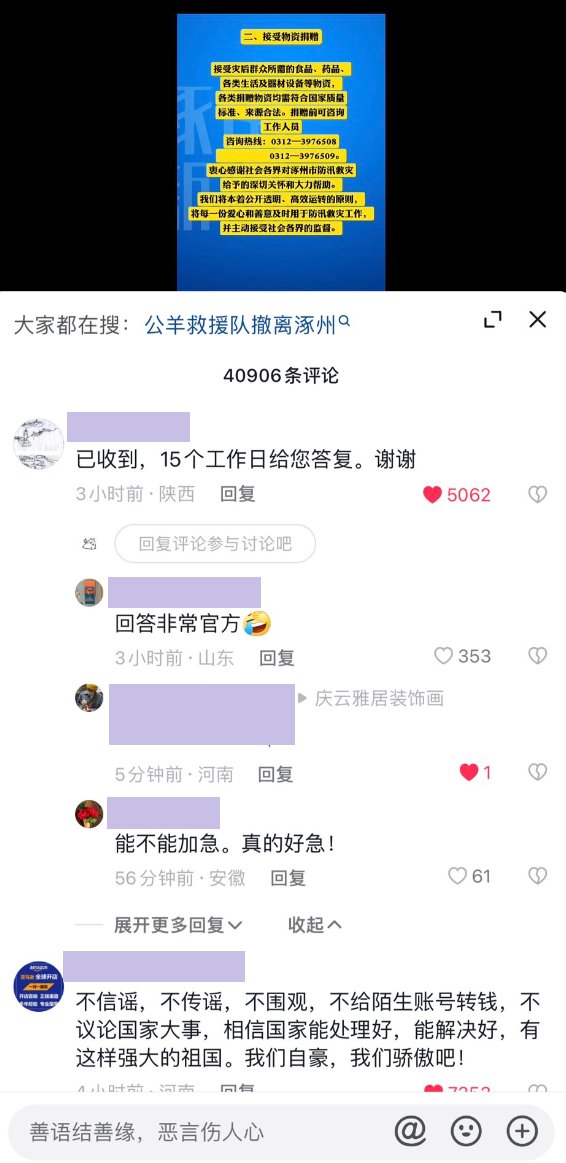 二、接受物资捐赠
接受灾后群众所需的食品、药品、
各类生活及器材设备等物资，
各类捐赠物资均需符合国家质量
标准、来源合法。捐赠前可咨询
工作人员
咨询热线：0312—3976508
0312—3976509。
衷心感谢社会各界对涿州市防汛救灾
给予的深切关怀和大力帮助。
我们将本着公开透明、高效运转的原则，
将每一份爱心和善意及时用于防汛救灾工作，
并主动接受社会各界的监督。
大家都在搜： 公羊救援队撤离涿州
40906条评论
已收到，15个工作日给您答复。谢谢
3小时前·陕西 回复 5062
回复评论参与讨论吧
回答非常官方🤣
3小时前·山东 回复 353
庆云雅居装饰画
5分钟前·河南 回复 1
能不能加急。真的好急！
56分钟前·安徽 回复 61
展开更多回复 收起
amazon
全球开店
不信谣，不传谣，不围观，不给陌生账号转钱，不
议论国家大事，相信国家能处理好，能解决好，有
这样强大的祖国。我们自豪，我们骄傲吧！
4小时前·河南 回复 7353
善语结善缘，恶言伤人心 @